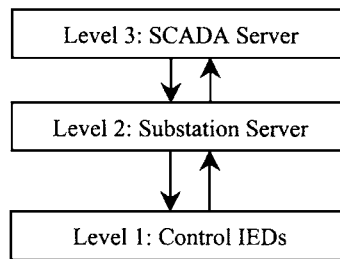 Level 3: SCADA Server
Level 2: Substation Server
Level 1: Control IEDs